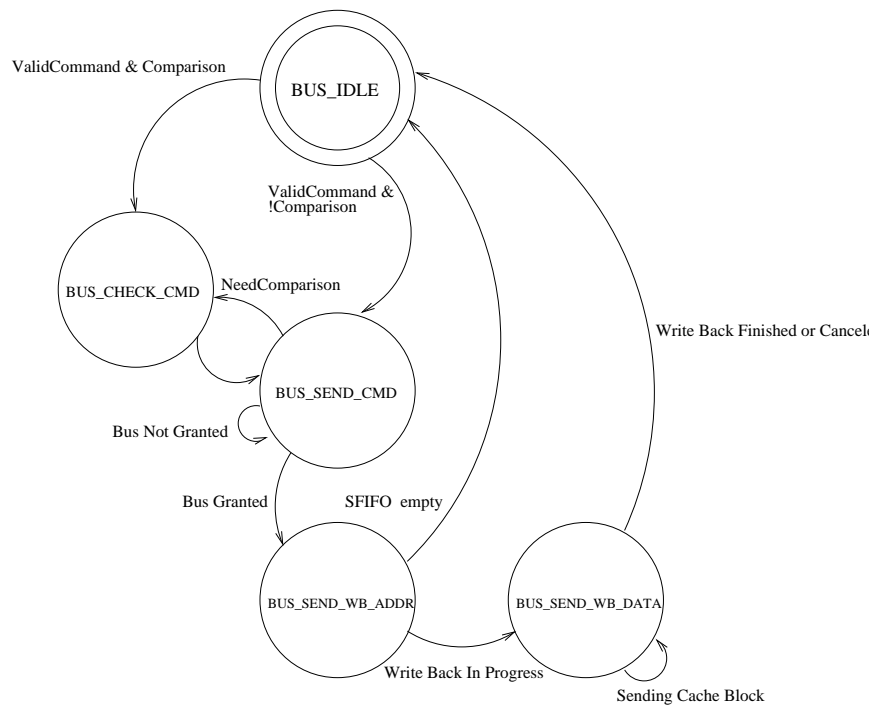 ValidCommand & Comparison
BUS_IDLE
ValidCommand &
!Comparison
BUS_CHECK_CMD
NeedComparison
Write Back Finished or Cancele
BUS_SEND_CMD
Bus Not Granted
Bus Granted
SFIFO empty
BUS_SEND_WB_ADDR
BUS_SEND_WB_DATA
Write Back In Progress
Sending Cache Block